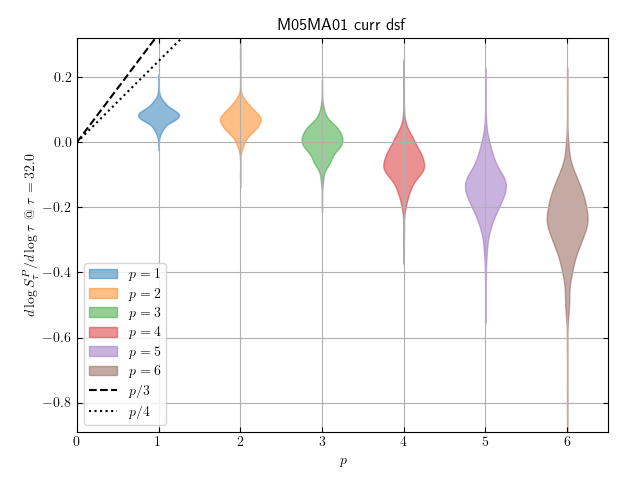 M05MA01 curr dsf
d log S_τ^P / d log τ @ τ = 32.0
0.2
0.0
−0.2
−0.4
−0.6
−0.8
p = 1
p = 2
p = 3
p = 4
p = 5
p = 6
p/3
p/4
0 1 2 3 4 5 6
p